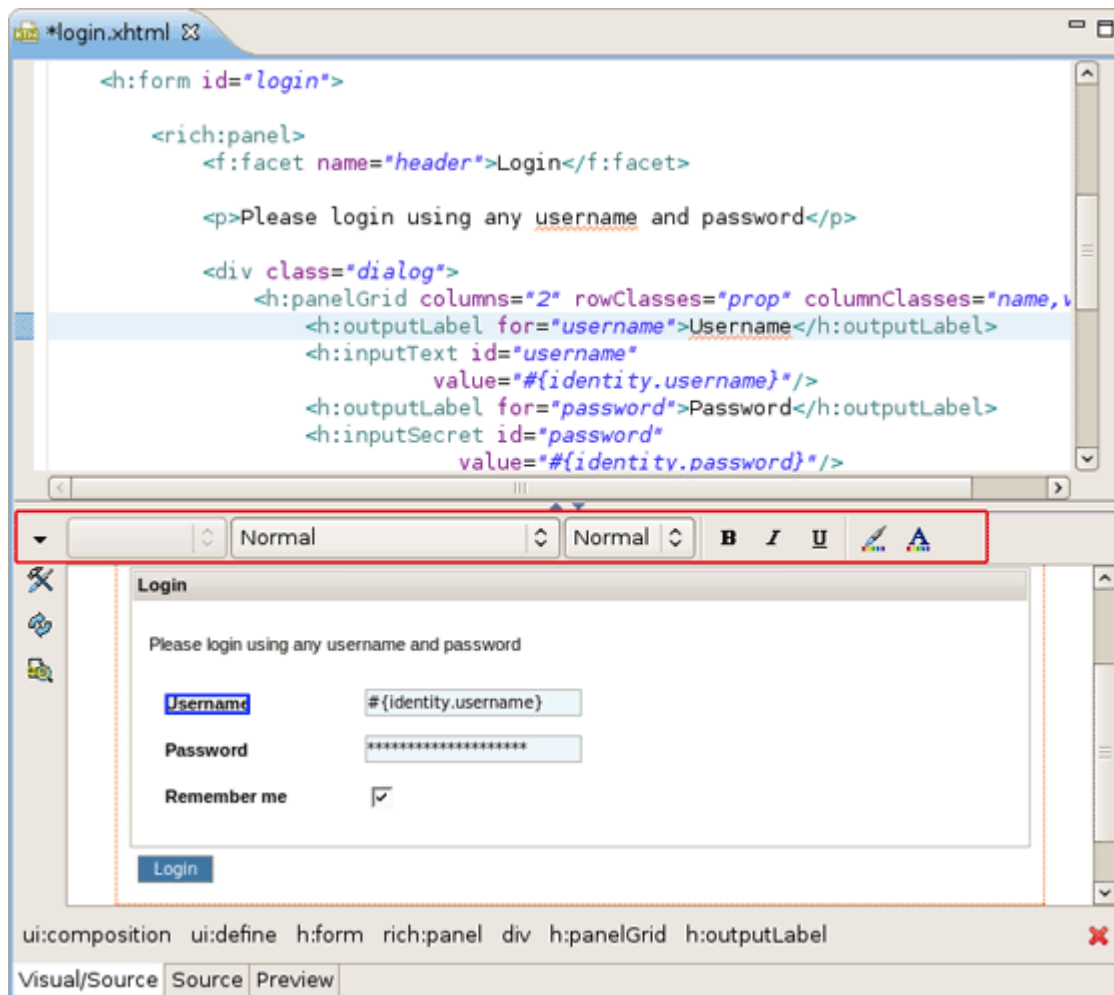 *login.xhtml
<h:form id="login">
<rich:panel>
<f:facet name="header">Login</f:facet>
<p>Please login using any username and password</p>
<div class="dialog">
<h:panelGrid columns="2" rowClasses="prop" columnClasses="name,v
<h:outputLabel for="username">Username</h:outputLabel>
<h:inputText id="username"
value="#{identity.username}"/>
<h:outputLabel for="password">Password</h:outputLabel>
<h:inputSecret id="password"
value="#{identity.password}"/>
Normal Normal B I U A
Login
Please login using any username and password
Username #{identity.username}
Password ********************
Remember me
Login
ui:composition ui:define h:form rich:panel div h:panelGrid h:outputLabel
Visual/Source Source Preview